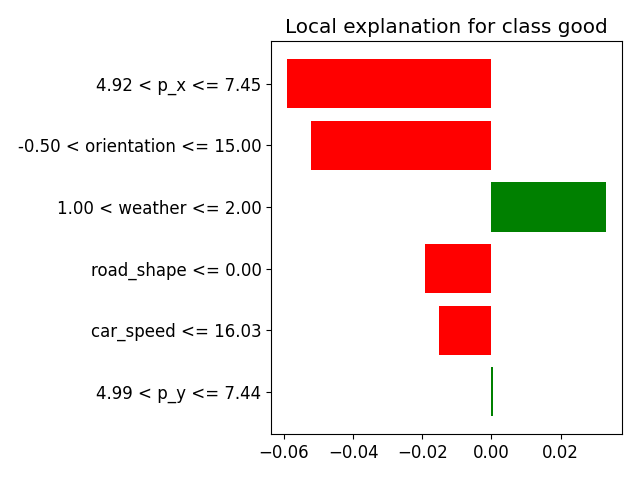 Local explanation for class good
4.92 < p_x <= 7.45
-0.50 < orientation <= 15.00
1.00 < weather <= 2.00
road_shape <= 0.00
car_speed <= 16.03
4.99 < p_y <= 7.44
−0.06 −0.04 −0.02 0.00 0.02